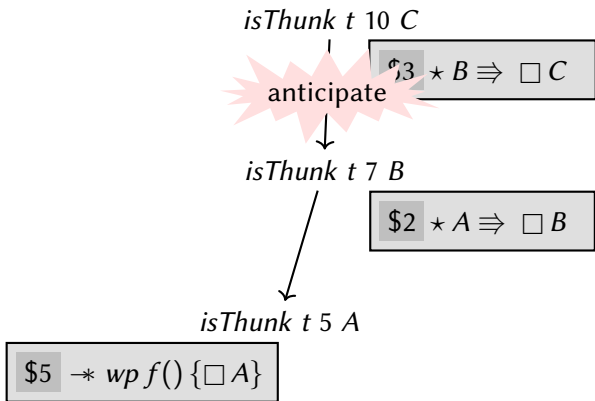 isThunk t 10 C
$3 ⋆ B ⇛ □ C
anticipate
isThunk t 7 B
$2 ⋆ A ⇛ □ B
isThunk t 5 A
$5 -⋆ wp f() {□ A}